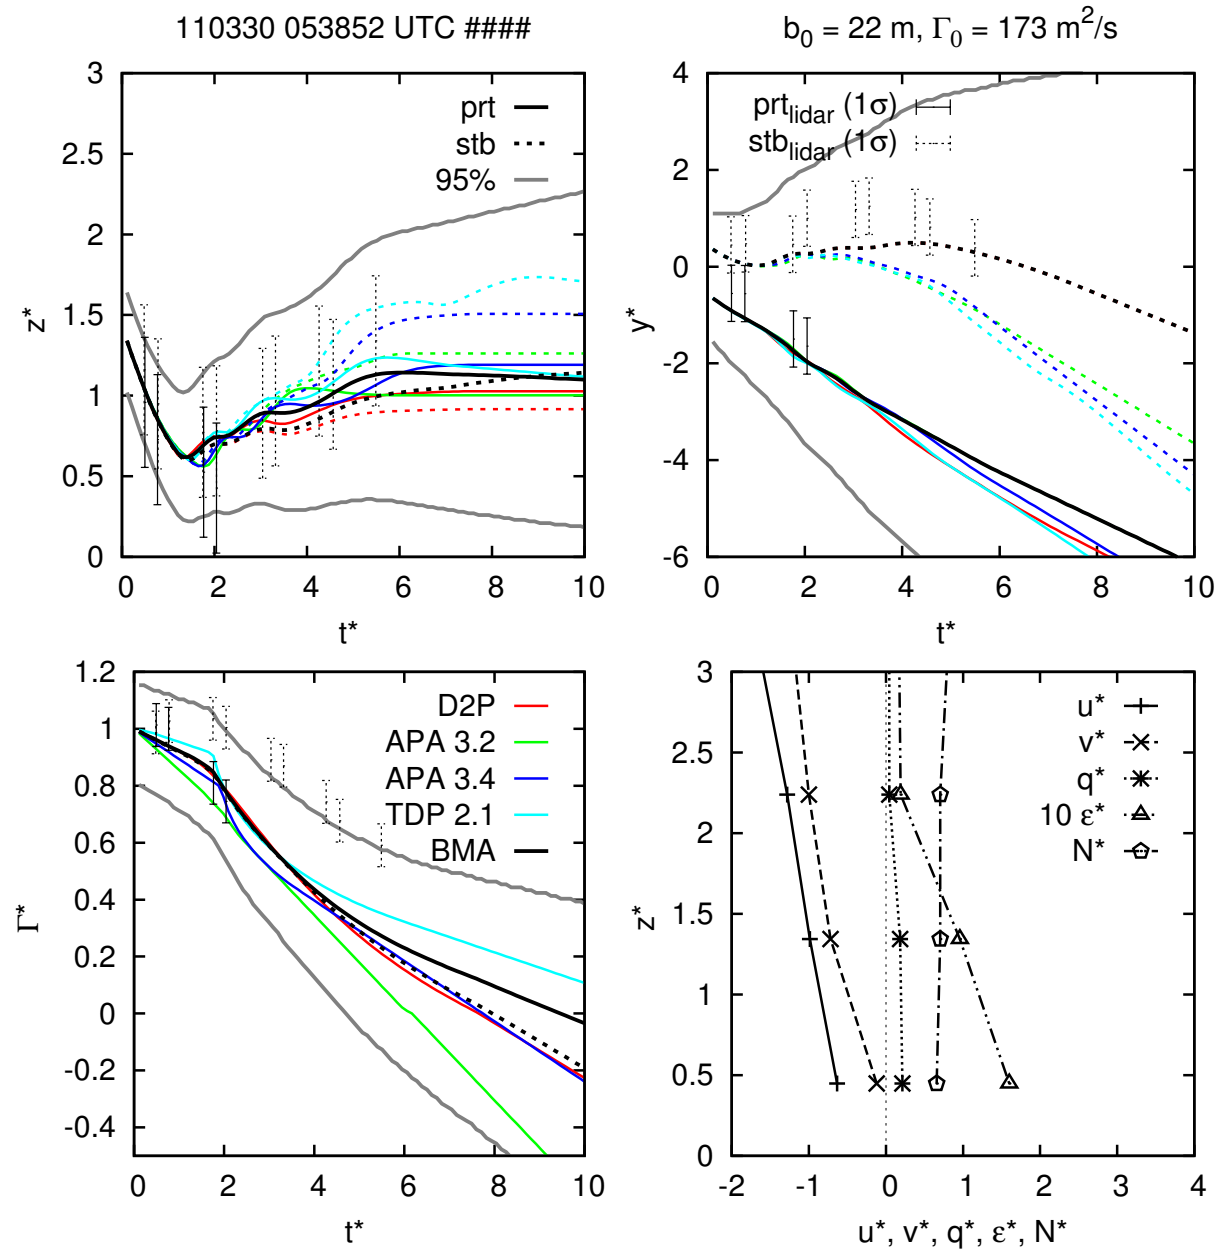 110330 053852 UTC ####
b0 = 22 m, Γ0 = 173 m2/s
3
2.5
2
1.5
1
0.5
0
z*
prt
stb
95%
0 2 4 6 8 10
t*
4
2
0
-2
-4
-6
y*
prtlidar (1σ)
stblidar (1σ)
0 2 4 6 8 10
t*
1.2
1
0.8
0.6
0.4
0.2
0
-0.2
-0.4
Γ*
D2P
APA 3.2
APA 3.4
TDP 2.1
BMA
0 2 4 6 8 10
t*
3
2.5
2
1.5
1
0.5
0
z*
u*
v*
q*
10 ε*
N*
-2 -1 0 1 2 3 4
u*, v*, q*, ε*, N*